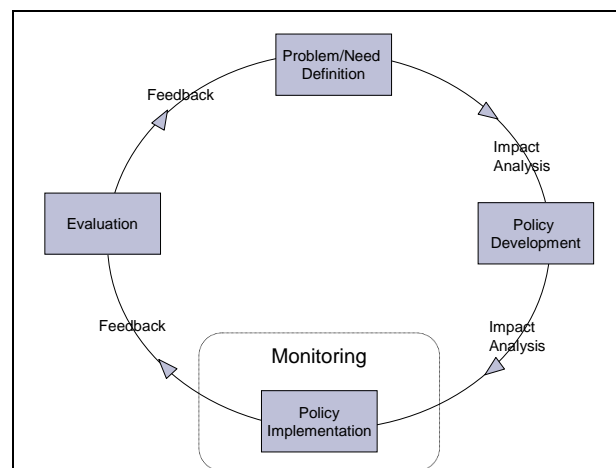 Problem/Need
Definition
Feedback
Impact
Analysis
Evaluation
Policy
Development
Feedback
Impact
Analysis
Monitoring
Policy
Implementation